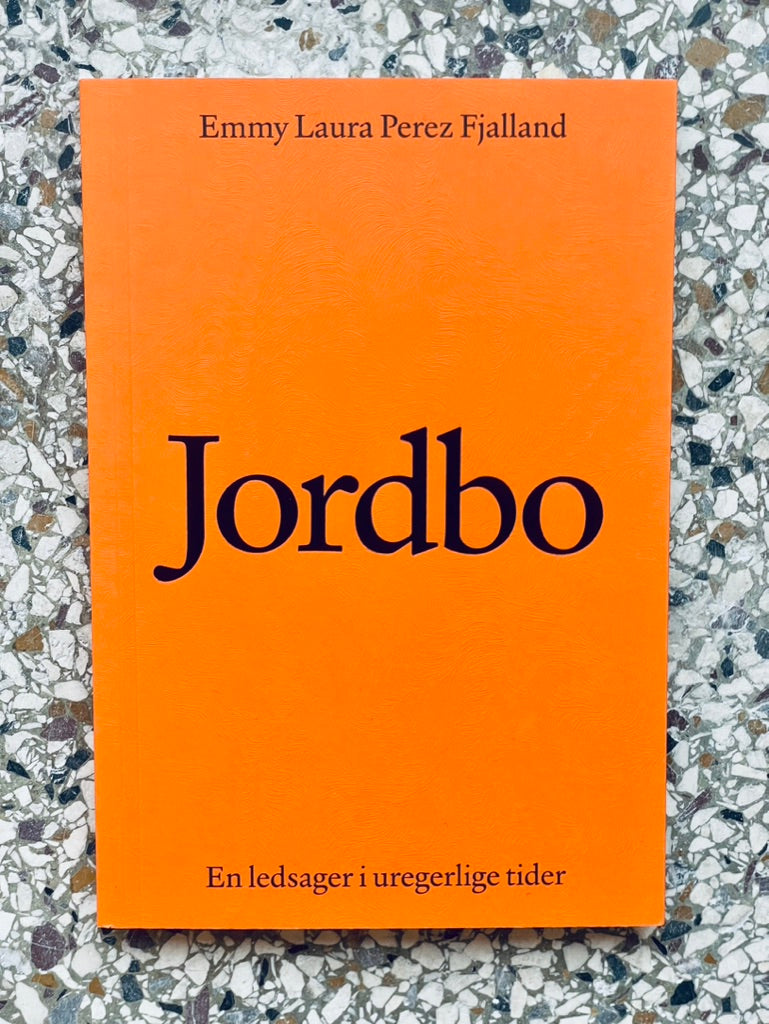 Emmy Laura Perez Fjalland
Jordbo
En ledsager i uregerlige tider